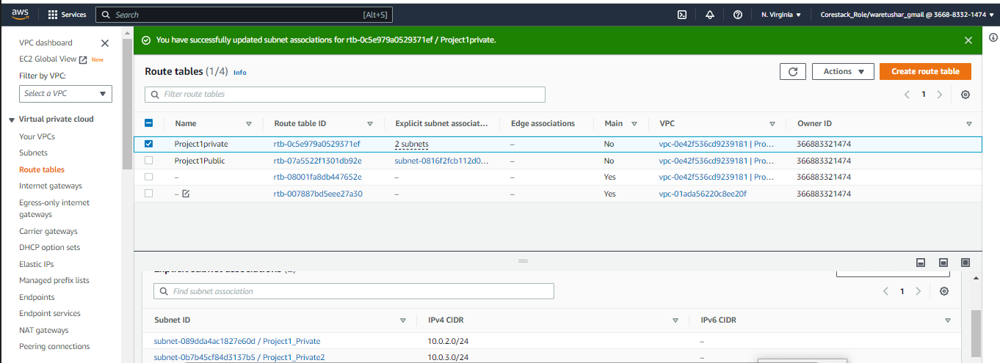 aws Services Search [Alt+S] N. Virginia Corestack_Role/waretushar_gmail @ 3668-8332-1474
VPC dashboard
EC2 Global View New
Filter by VPC:
Select a VPC
Virtual private cloud
Your VPCs
Subnets
Route tables
Internet gateways
Egress-only internet
gateways
Carrier gateways
DHCP option sets
Elastic IPs
Managed prefix lists
Endpoints
Endpoint services
NAT gateways
Peering connections
You have successfully updated subnet associations for rtb-0c5e979a0529371ef / Project1private.
Route tables (1/4) Info Actions Create route table
Filter route tables 1
Name Route table ID Explicit subnet associat... Edge associations Main VPC Owner ID
Project1private rtb-0c5e979a0529371ef 2 subnets – No vpc-0e42f536cd9239181 | Pro... 366883321474
Project1Public rtb-07a5522f1301db92e subnet-0816f2fcb112d0... – No vpc-0e42f536cd9239181 | Pro... 366883321474
– rtb-08001fa8db447652e – – Yes vpc-0e42f536cd9239181 | Pro... 366883321474
– rtb-007887bd5eee27a30 – – Yes vpc-01ada56220c8ee20f 366883321474
Explicit subnet associations (2)
Find subnet association 1
Subnet ID IPv4 CIDR IPv6 CIDR
subnet-089dda4ac1827e60d / Project1_Private 10.0.2.0/24 –
subnet-0b7b45cf84d3137b5 / Project1_Private2 10.0.3.0/24 –